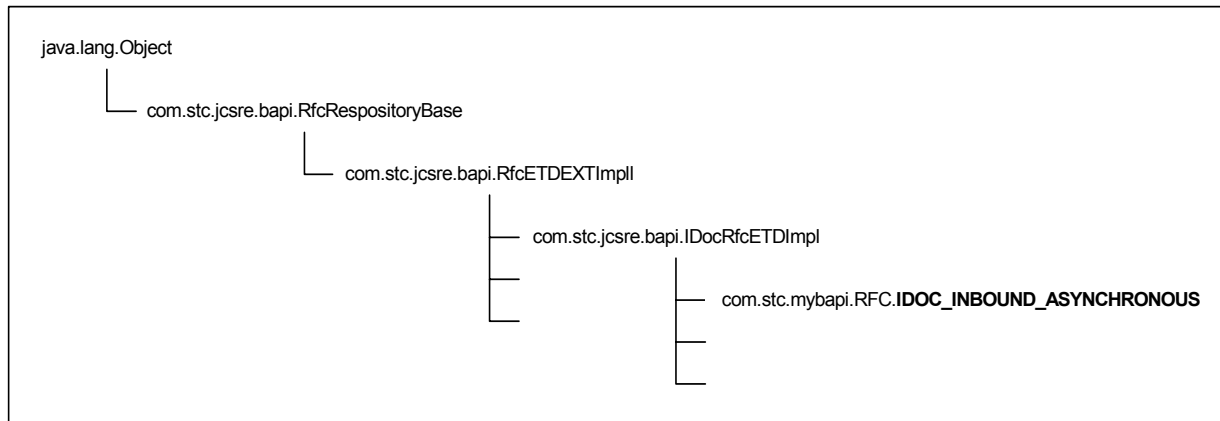 java.lang.Object
com.stc.jcsre.bapi.RfcRespositoryBase
com.stc.jcsre.bapi.RfcETDEXTImplI
com.stc.jcsre.bapi.IDocRfcETDImpl
com.stc.mybapi.RFC.IDOC_INBOUND_ASYNCHRONOUS